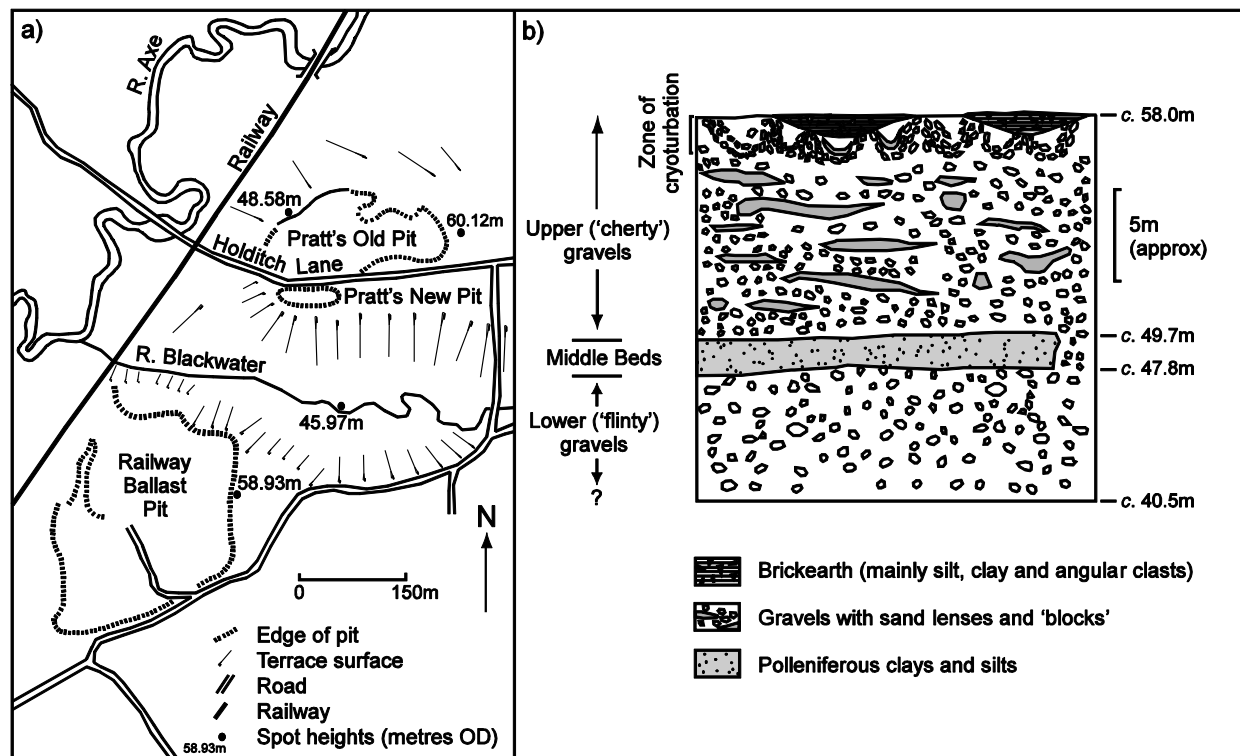 a)
R. Axe
Railway
48.58m
60.12m
Pratt's Old Pit
Holditch
Lane
Pratt's New Pit
R. Blackwater
45.97m
Railway
Ballast
Pit
58.93m
N
0
150m
Edge of pit
Terrace surface
Road
Railway
Spot heights (metres OD)
58.93m
b)
Zone of
cryoturbation
c. 58.0m
Upper ('cherty')
gravels
5m
(approx)
c. 49.7m
Middle Beds
c. 47.8m
Lower ('flinty')
gravels
?
c. 40.5m
Brickearth (mainly silt, clay and angular clasts)
Gravels with sand lenses and 'blocks'
Polleniferous clays and silts